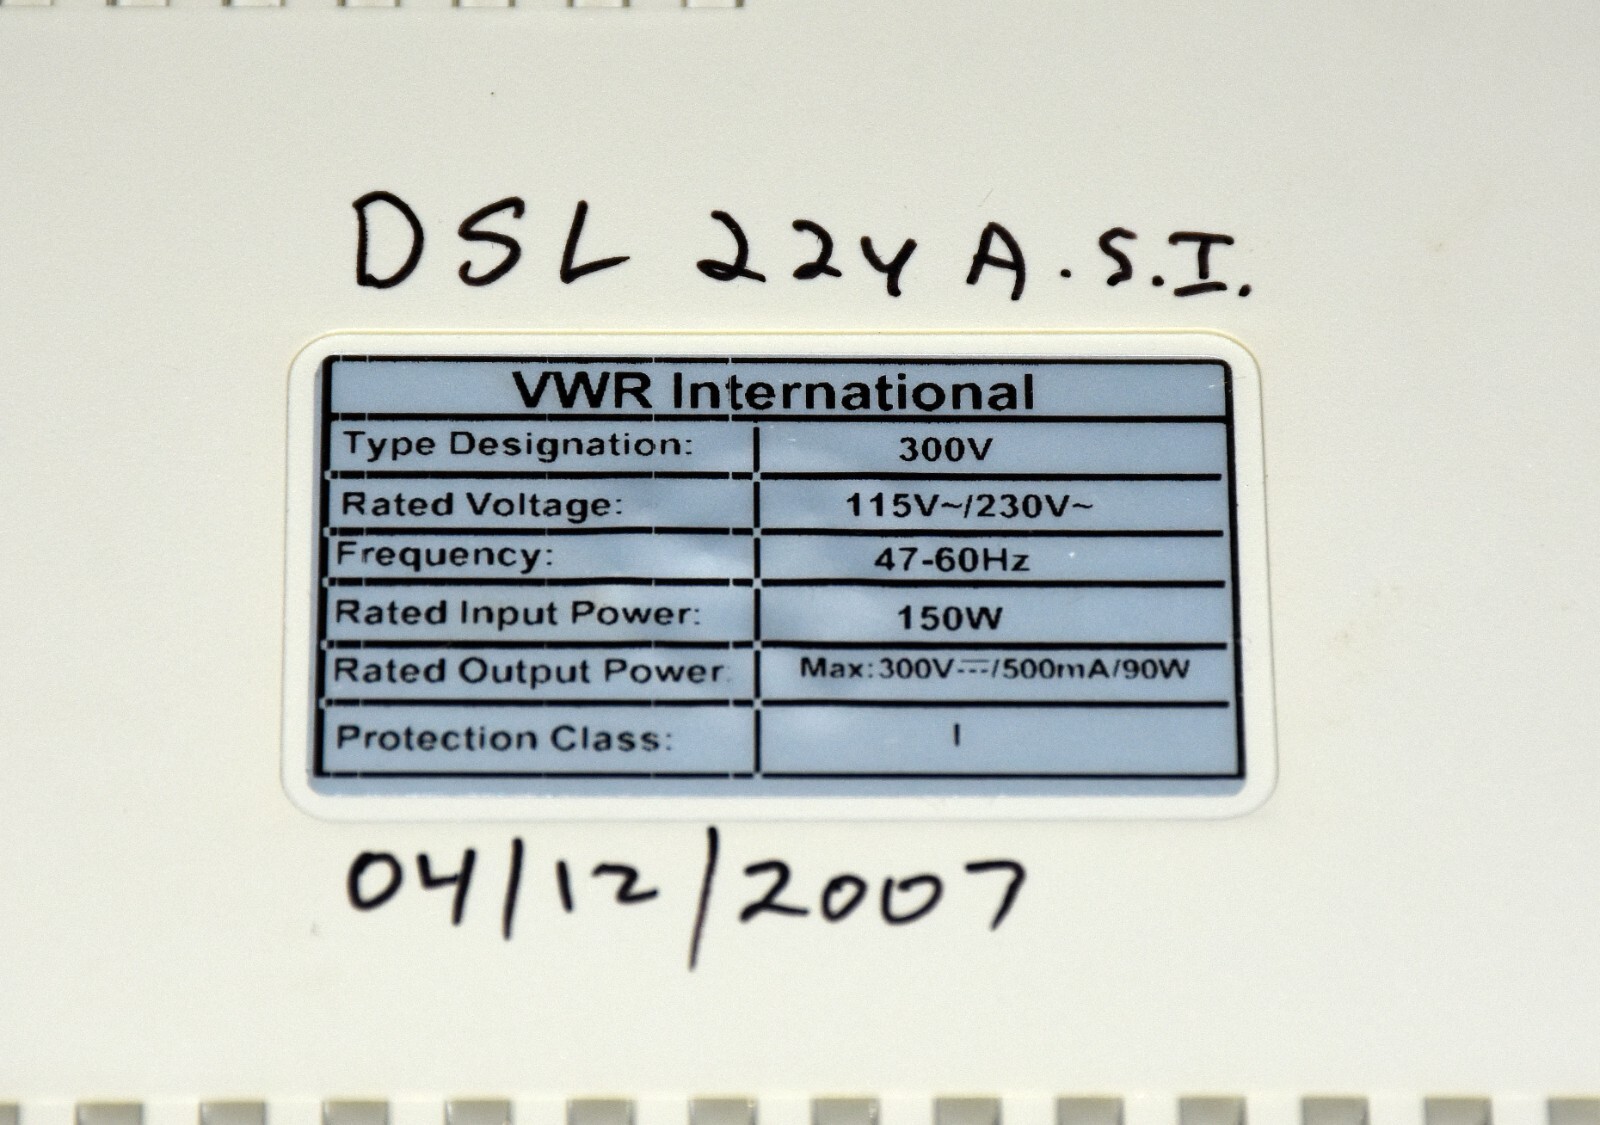 DSL 224 A.S.I.
VWR International
Type Designation: 300V
Rated Voltage: 115V~/230V~
Frequency: 47-60Hz
Rated Input Power: 150W
Rated Output Power: Max:300V⎓/500mA/90W
Protection Class: I
04/12/2007